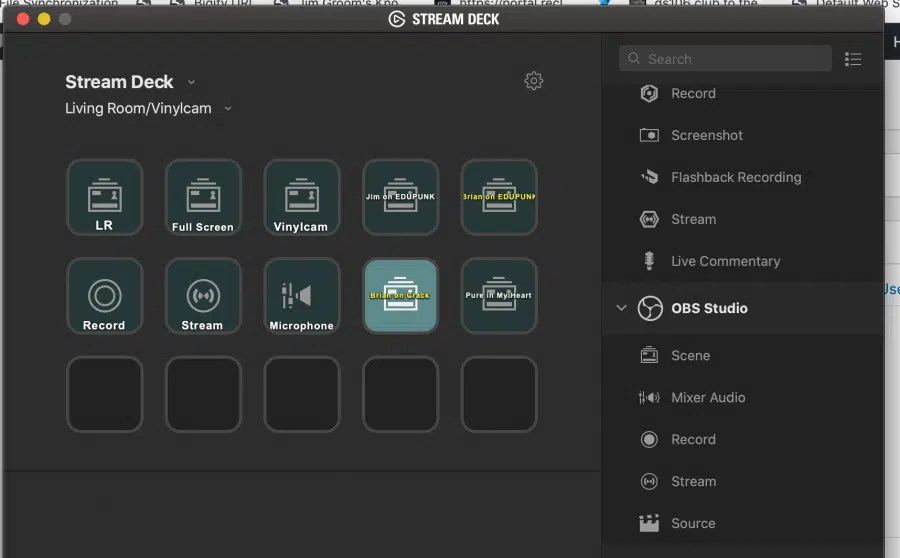 File Synchronization
Bigity URL
Jim Groom's Kno
https://portal.recl
ds106.club to the
Default Web S
STREAM DECK
Stream Deck
Living Room/Vinylcam
LR
Full Screen
Vinylcam
Jim on EDUPUNK
Brian on EDUPUNK
Record
Stream
Microphone
Brian on Crack
Pure in My Heart
Search
Record
Screenshot
Flashback Recording
Stream
Live Commentary
OBS Studio
Scene
Mixer Audio
Record
Stream
Source
H
Use